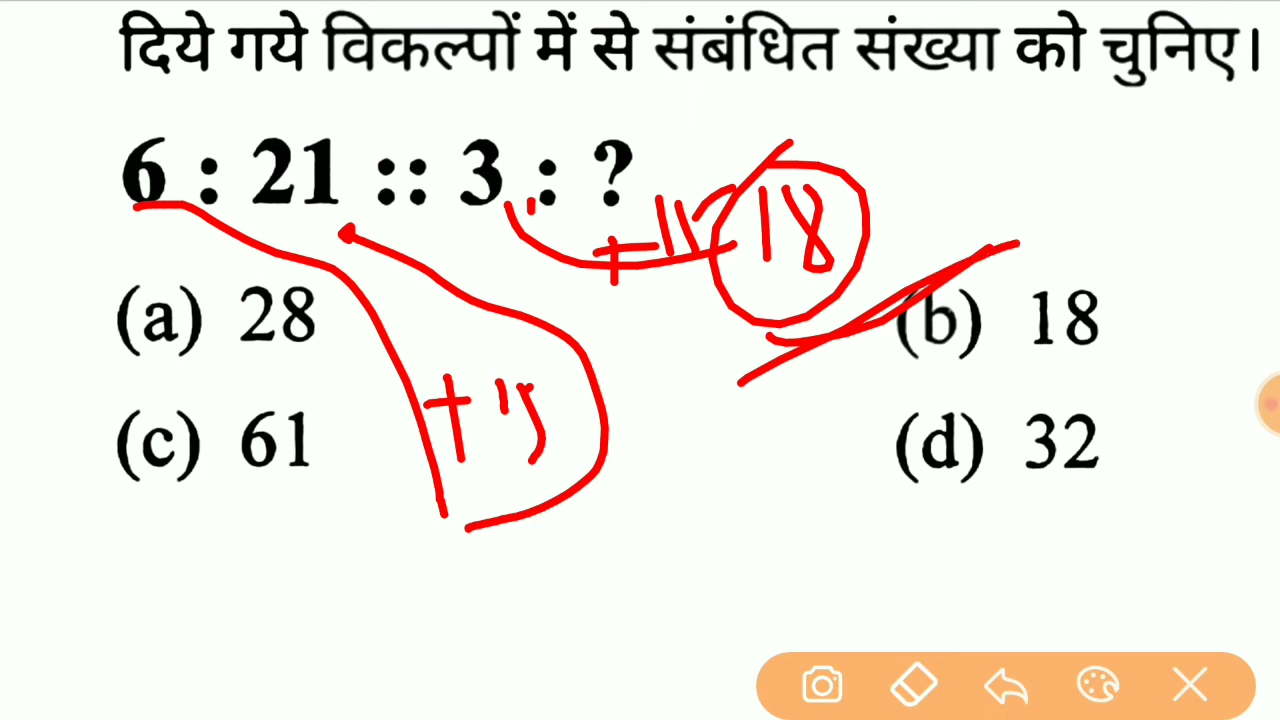 दिये गये विकल्पों में से संबंधित संख्या को चुनिए।
6 : 21 :: 3 : ?
+15 18
(a) 28 (b) 18
+15
(c) 61 (d) 32